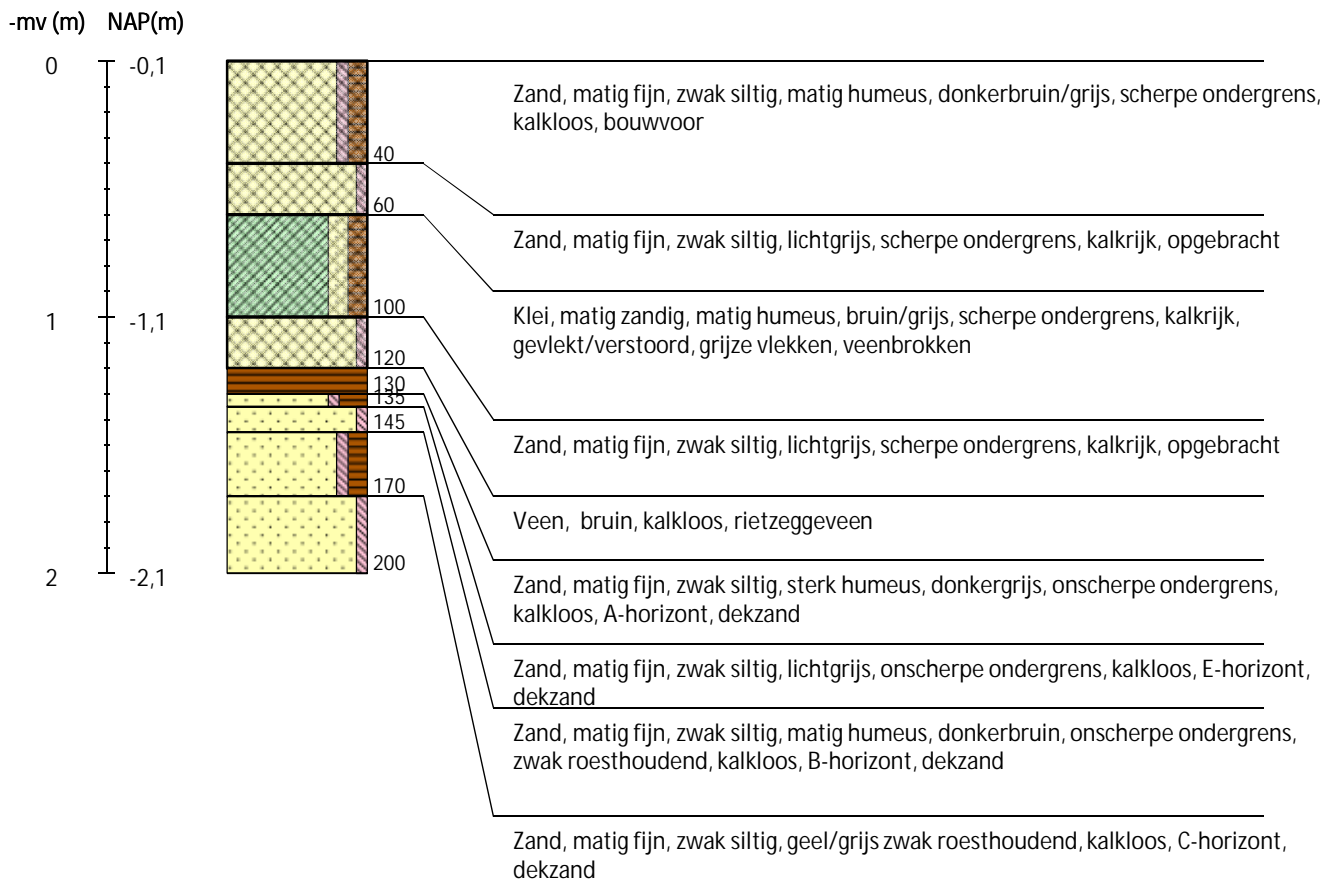 -mv (m) NAP(m)
0 -0,1
Zand, matig fijn, zwak siltig, matig humeus, donkerbruin/grijs, scherpe ondergrens,
kalkloos, bouwvoor
40
60
Zand, matig fijn, zwak siltig, lichtgrijs, scherpe ondergrens, kalkrijk, opgebracht
100
1 -1,1
Klei, matig zandig, matig humeus, bruin/grijs, scherpe ondergrens, kalkrijk,
gevlekt/verstoord, grijze vlekken, veenbrokken
120
130
135
145
Zand, matig fijn, zwak siltig, lichtgrijs, scherpe ondergrens, kalkrijk, opgebracht
170
Veen, bruin, kalkloos, rietzeggeveen
200
2 -2,1
Zand, matig fijn, zwak siltig, sterk humeus, donkergrijs, onscherpe ondergrens,
kalkloos, A-horizont, dekzand
Zand, matig fijn, zwak siltig, lichtgrijs, onscherpe ondergrens, kalkloos, E-horizont,
dekzand
Zand, matig fijn, zwak siltig, matig humeus, donkerbruin, onscherpe ondergrens,
zwak roesthoudend, kalkloos, B-horizont, dekzand
Zand, matig fijn, zwak siltig, geel/grijs zwak roesthoudend, kalkloos, C-horizont,
dekzand